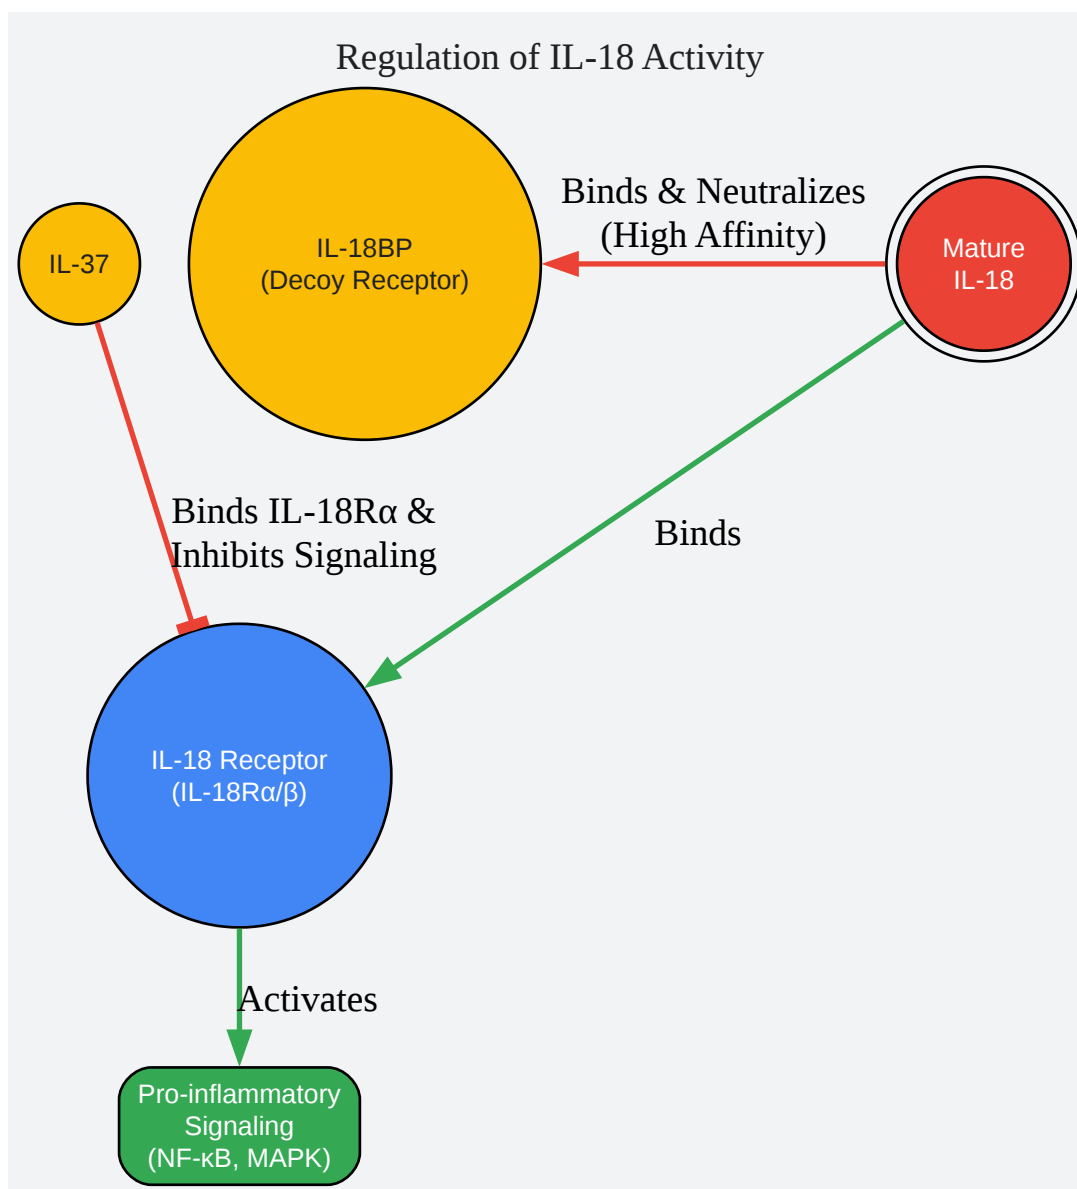 Regulation of IL-18 Activity
IL-37
IL-18BP
(Decoy Receptor)
Binds & Neutralizes
(High Affinity)
Mature
IL-18
Binds IL-18Rα &
Inhibits Signaling
Binds
IL-18 Receptor
(IL-18Rα/β)
Activates
Pro-inflammatory
Signaling
(NF-κB, MAPK)